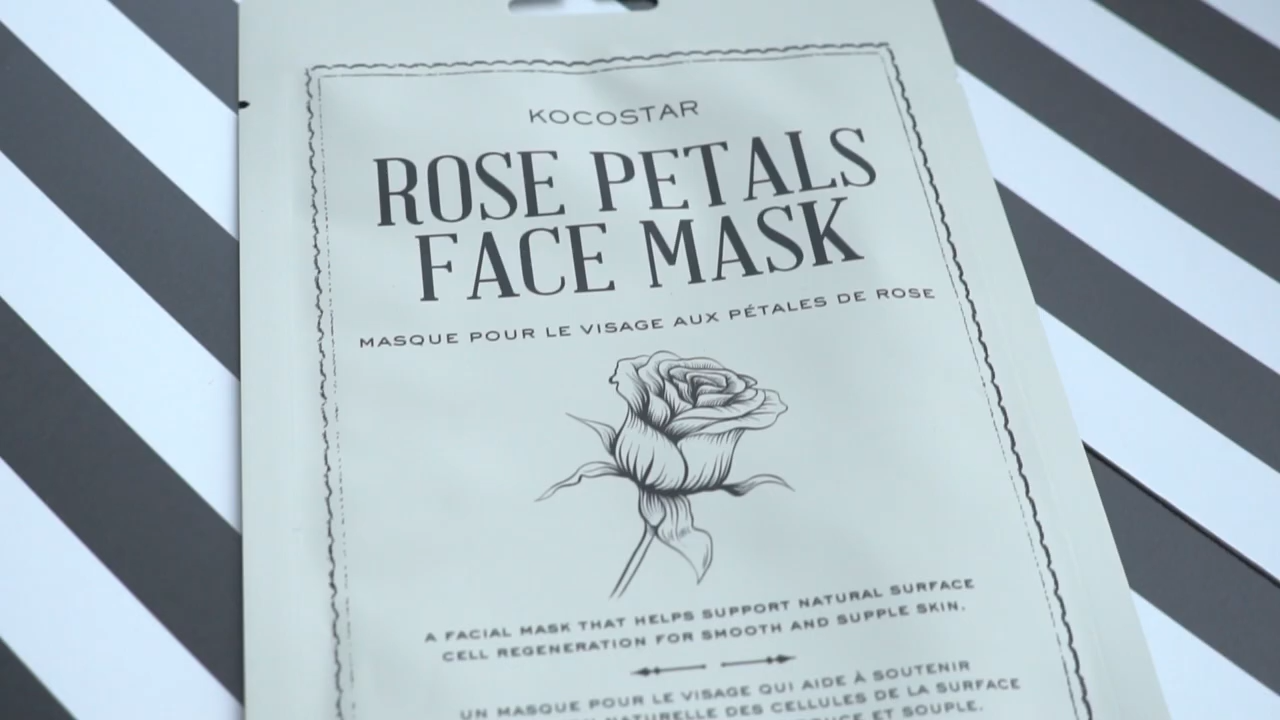 KOCOSTAR
ROSE PETALS
FACE MASK
MASQUE POUR LE VISAGE AUX PÉTALES DE ROSE
A FACIAL MASK THAT HELPS SUPPORT NATURAL SURFACE
CELL REGENERATION FOR SMOOTH AND SUPPLE SKIN.
UN MASQUE POUR LE VISAGE QUI AIDE À SOUTENIR
NATURELLE DES CELLULES DE LA SURFACE
ET SOUPLE.